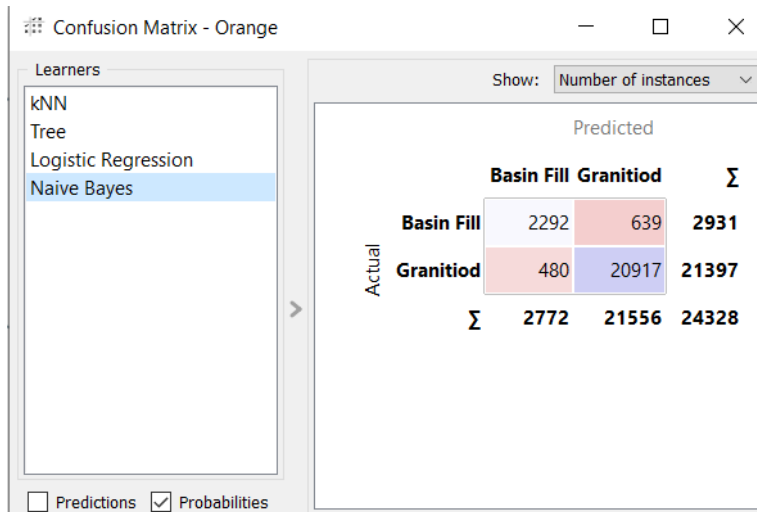 Confusion Matrix - Orange
Learners
kNN
Tree
Logistic Regression
Naive Bayes
Predictions Probabilities
Show: Number of instances
Predicted
Basin Fill Granitiod Σ
Actual
Basin Fill 2292 639 2931
Granitiod 480 20917 21397
Σ 2772 21556 24328